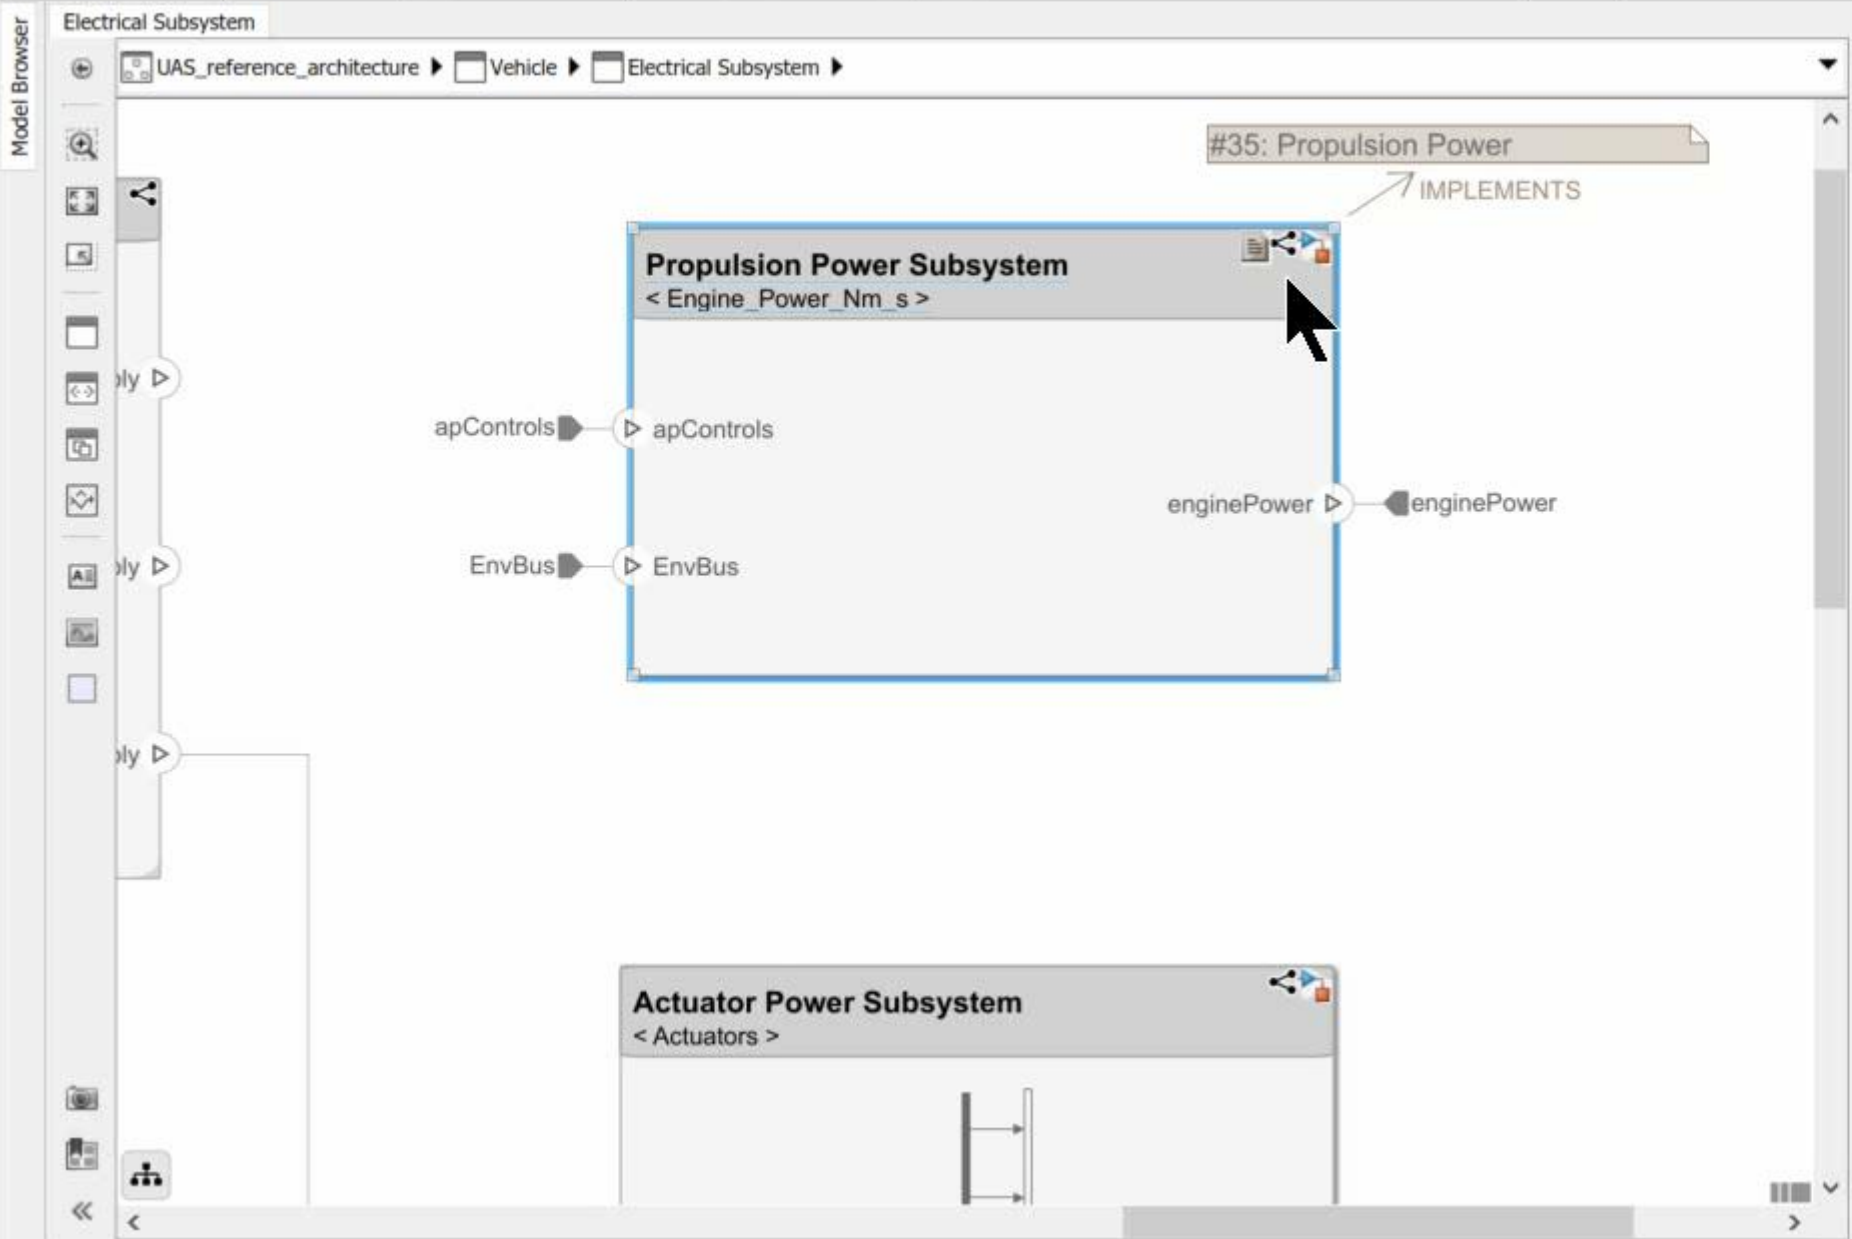 Model Browser
Electrical Subsystem
UAS_reference_architecture Vehicle Electrical Subsystem
#35: Propulsion Power
IMPLEMENTS
Propulsion Power Subsystem
< Engine_Power_Nm_s >
apControls apControls
enginePower enginePower
EnvBus EnvBus
Actuator Power Subsystem
< Actuators >